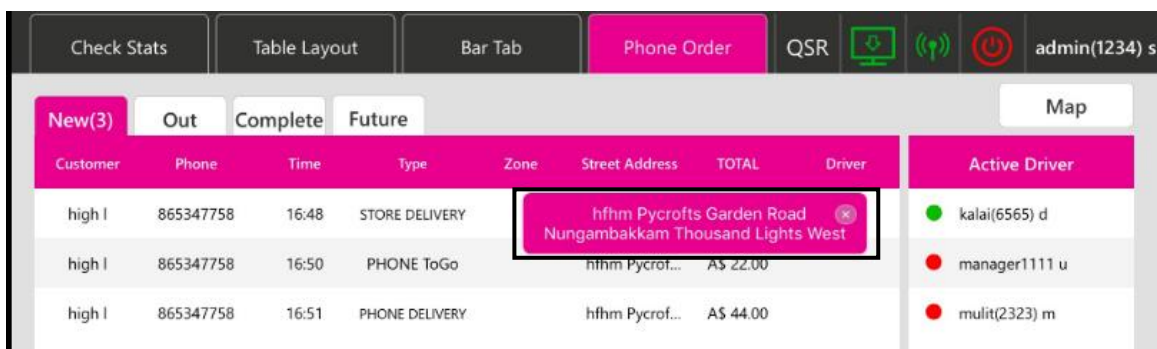 Check Stats Table Layout Bar Tab Phone Order QSR admin(1234) s
New(3) Out Complete Future Map
Customer Phone Time Type Zone Street Address TOTAL Driver Active Driver
high l 865347758 16:48 STORE DELIVERY hfhm Pycrofts Garden Road kalai(6565) d
Nungambakkam Thousand Lights West
high l 865347758 16:50 PHONE ToGo hfhm Pycrof... A$ 22.00 manager1111 u
high l 865347758 16:51 PHONE DELIVERY hfhm Pycrof... A$ 44.00 mulit(2323) m